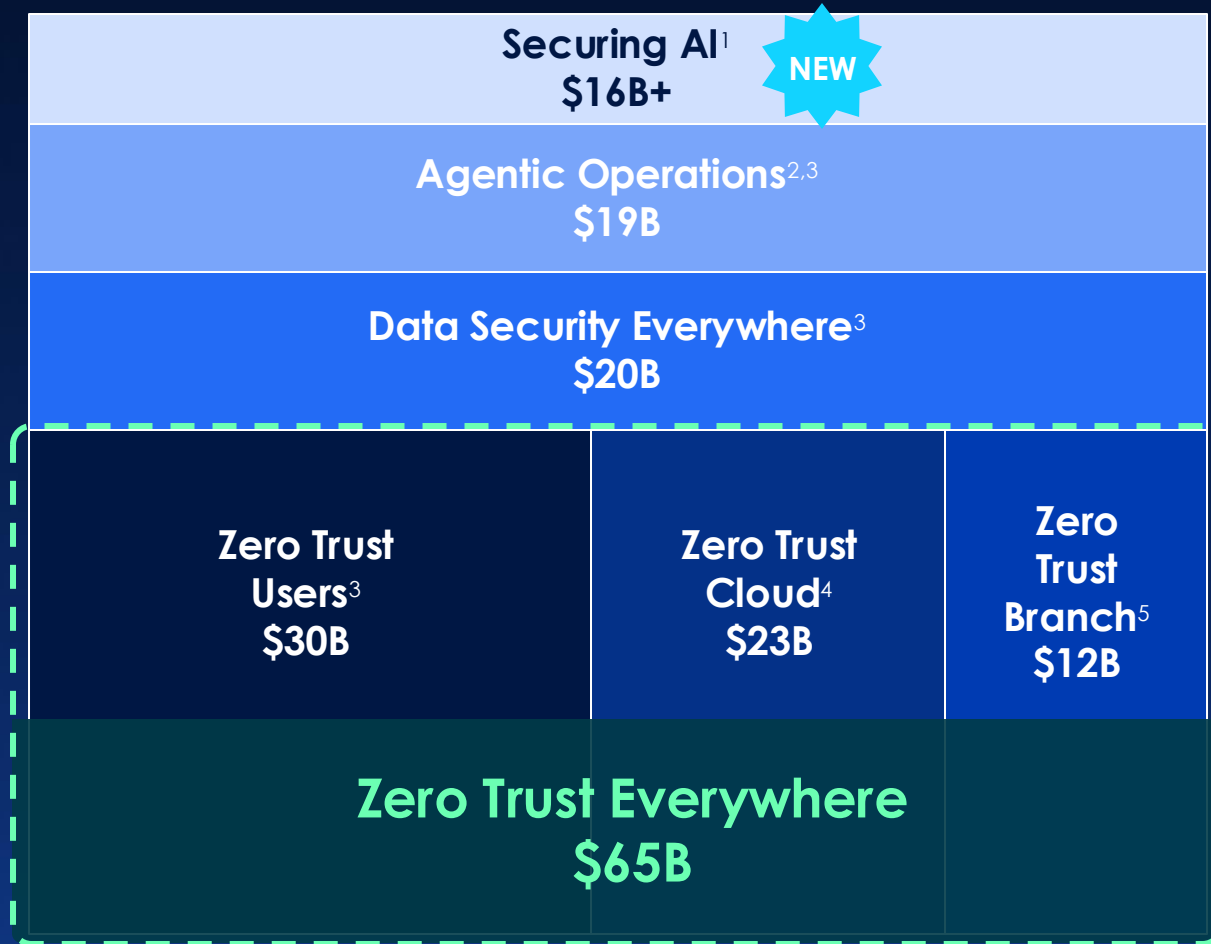 Securing AI¹
$16B+
NEW
Agentic Operations²,³
$19B
Data Security Everywhere³
$20B
Zero Trust
Users³
$30B
Zero Trust
Cloud⁴
$23B
Zero
Trust
Branch⁵
$12B
Zero Trust Everywhere
$65B